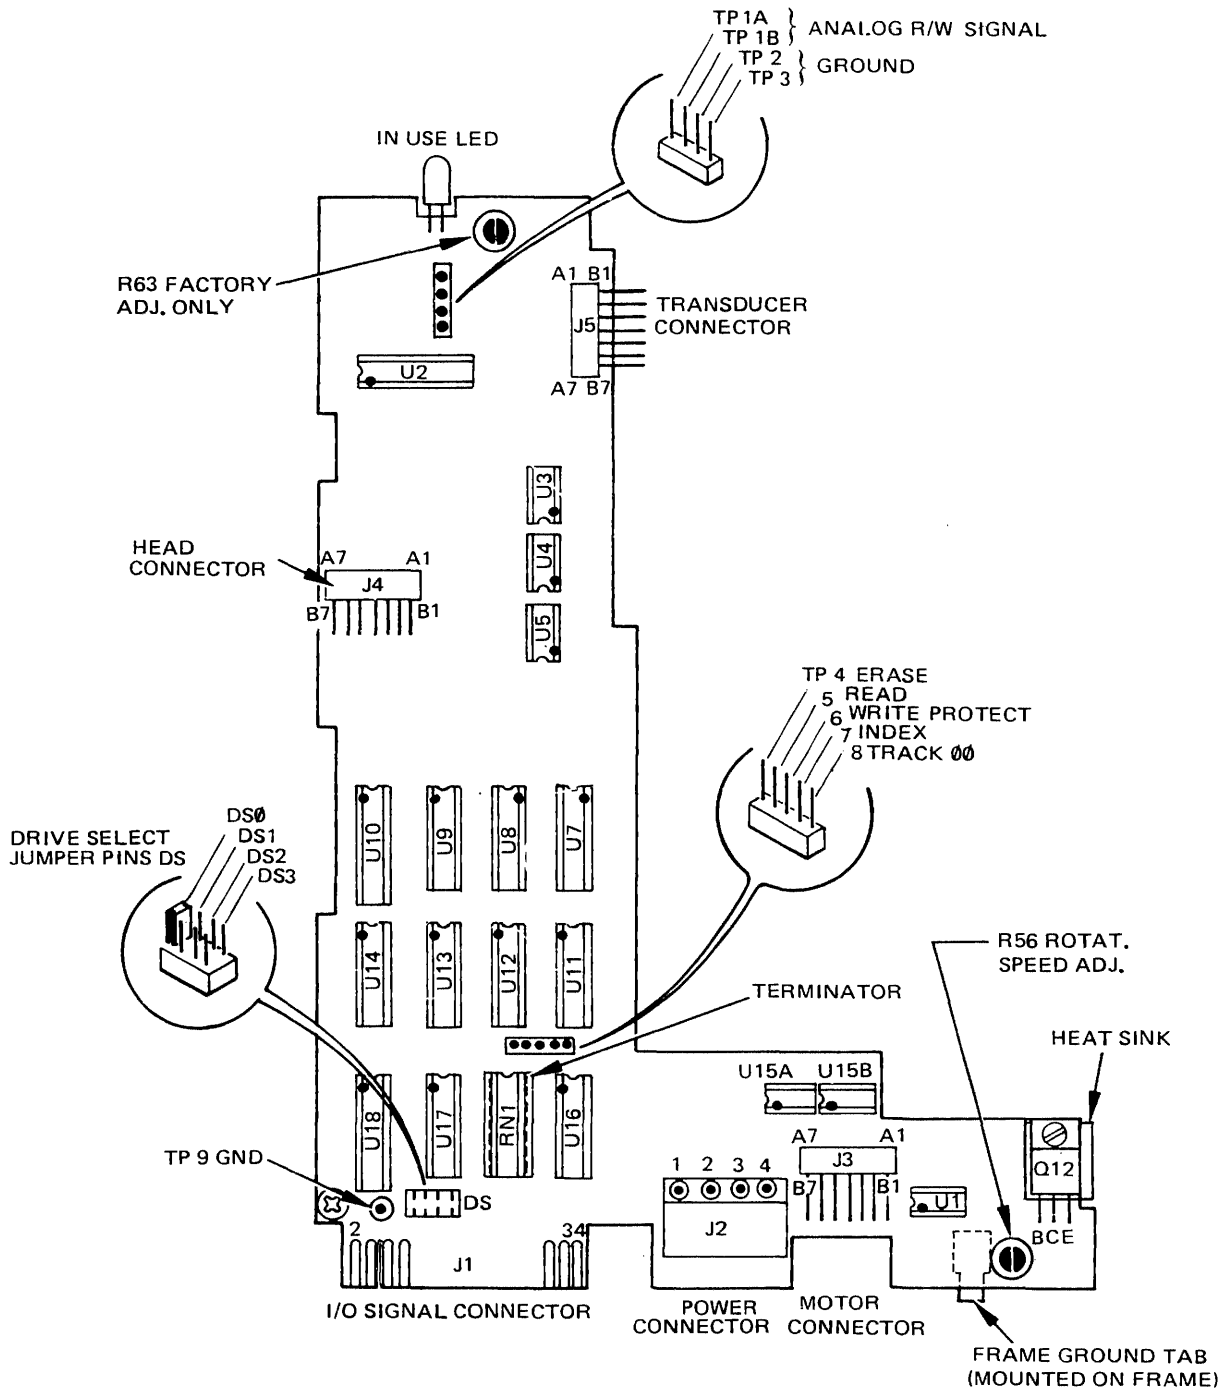 TP 1A
TP 1B
ANALOG R/W SIGNAL
TP 2
TP 3
GROUND
IN USE LED
R63 FACTORY
ADJ. ONLY
A1 B1
J5
A7 B7
TRANSDUCER
CONNECTOR
U2
U3
U4
U5
HEAD
CONNECTOR
A7
A1
J4
B7
B1
TP 4 ERASE
5 READ
6 WRITE PROTECT
7 INDEX
8 TRACK ØØ
DRIVE SELECT
JUMPER PINS DS
DSØ
DS1
DS2
DS3
U10
U9
U8
U7
U14
U13
U12
U11
R56 ROTAT.
SPEED ADJ.
TERMINATOR
HEAT SINK
U15A
U15B
U18
U17
RN1
U16
TP 9 GND
DS
1 2 3 4
J2
A7
A1
J3
B7
B1
U1
Q12
BCE
2
34
J1
I/O SIGNAL CONNECTOR
POWER
CONNECTOR
MOTOR
CONNECTOR
FRAME GROUND TAB
(MOUNTED ON FRAME)